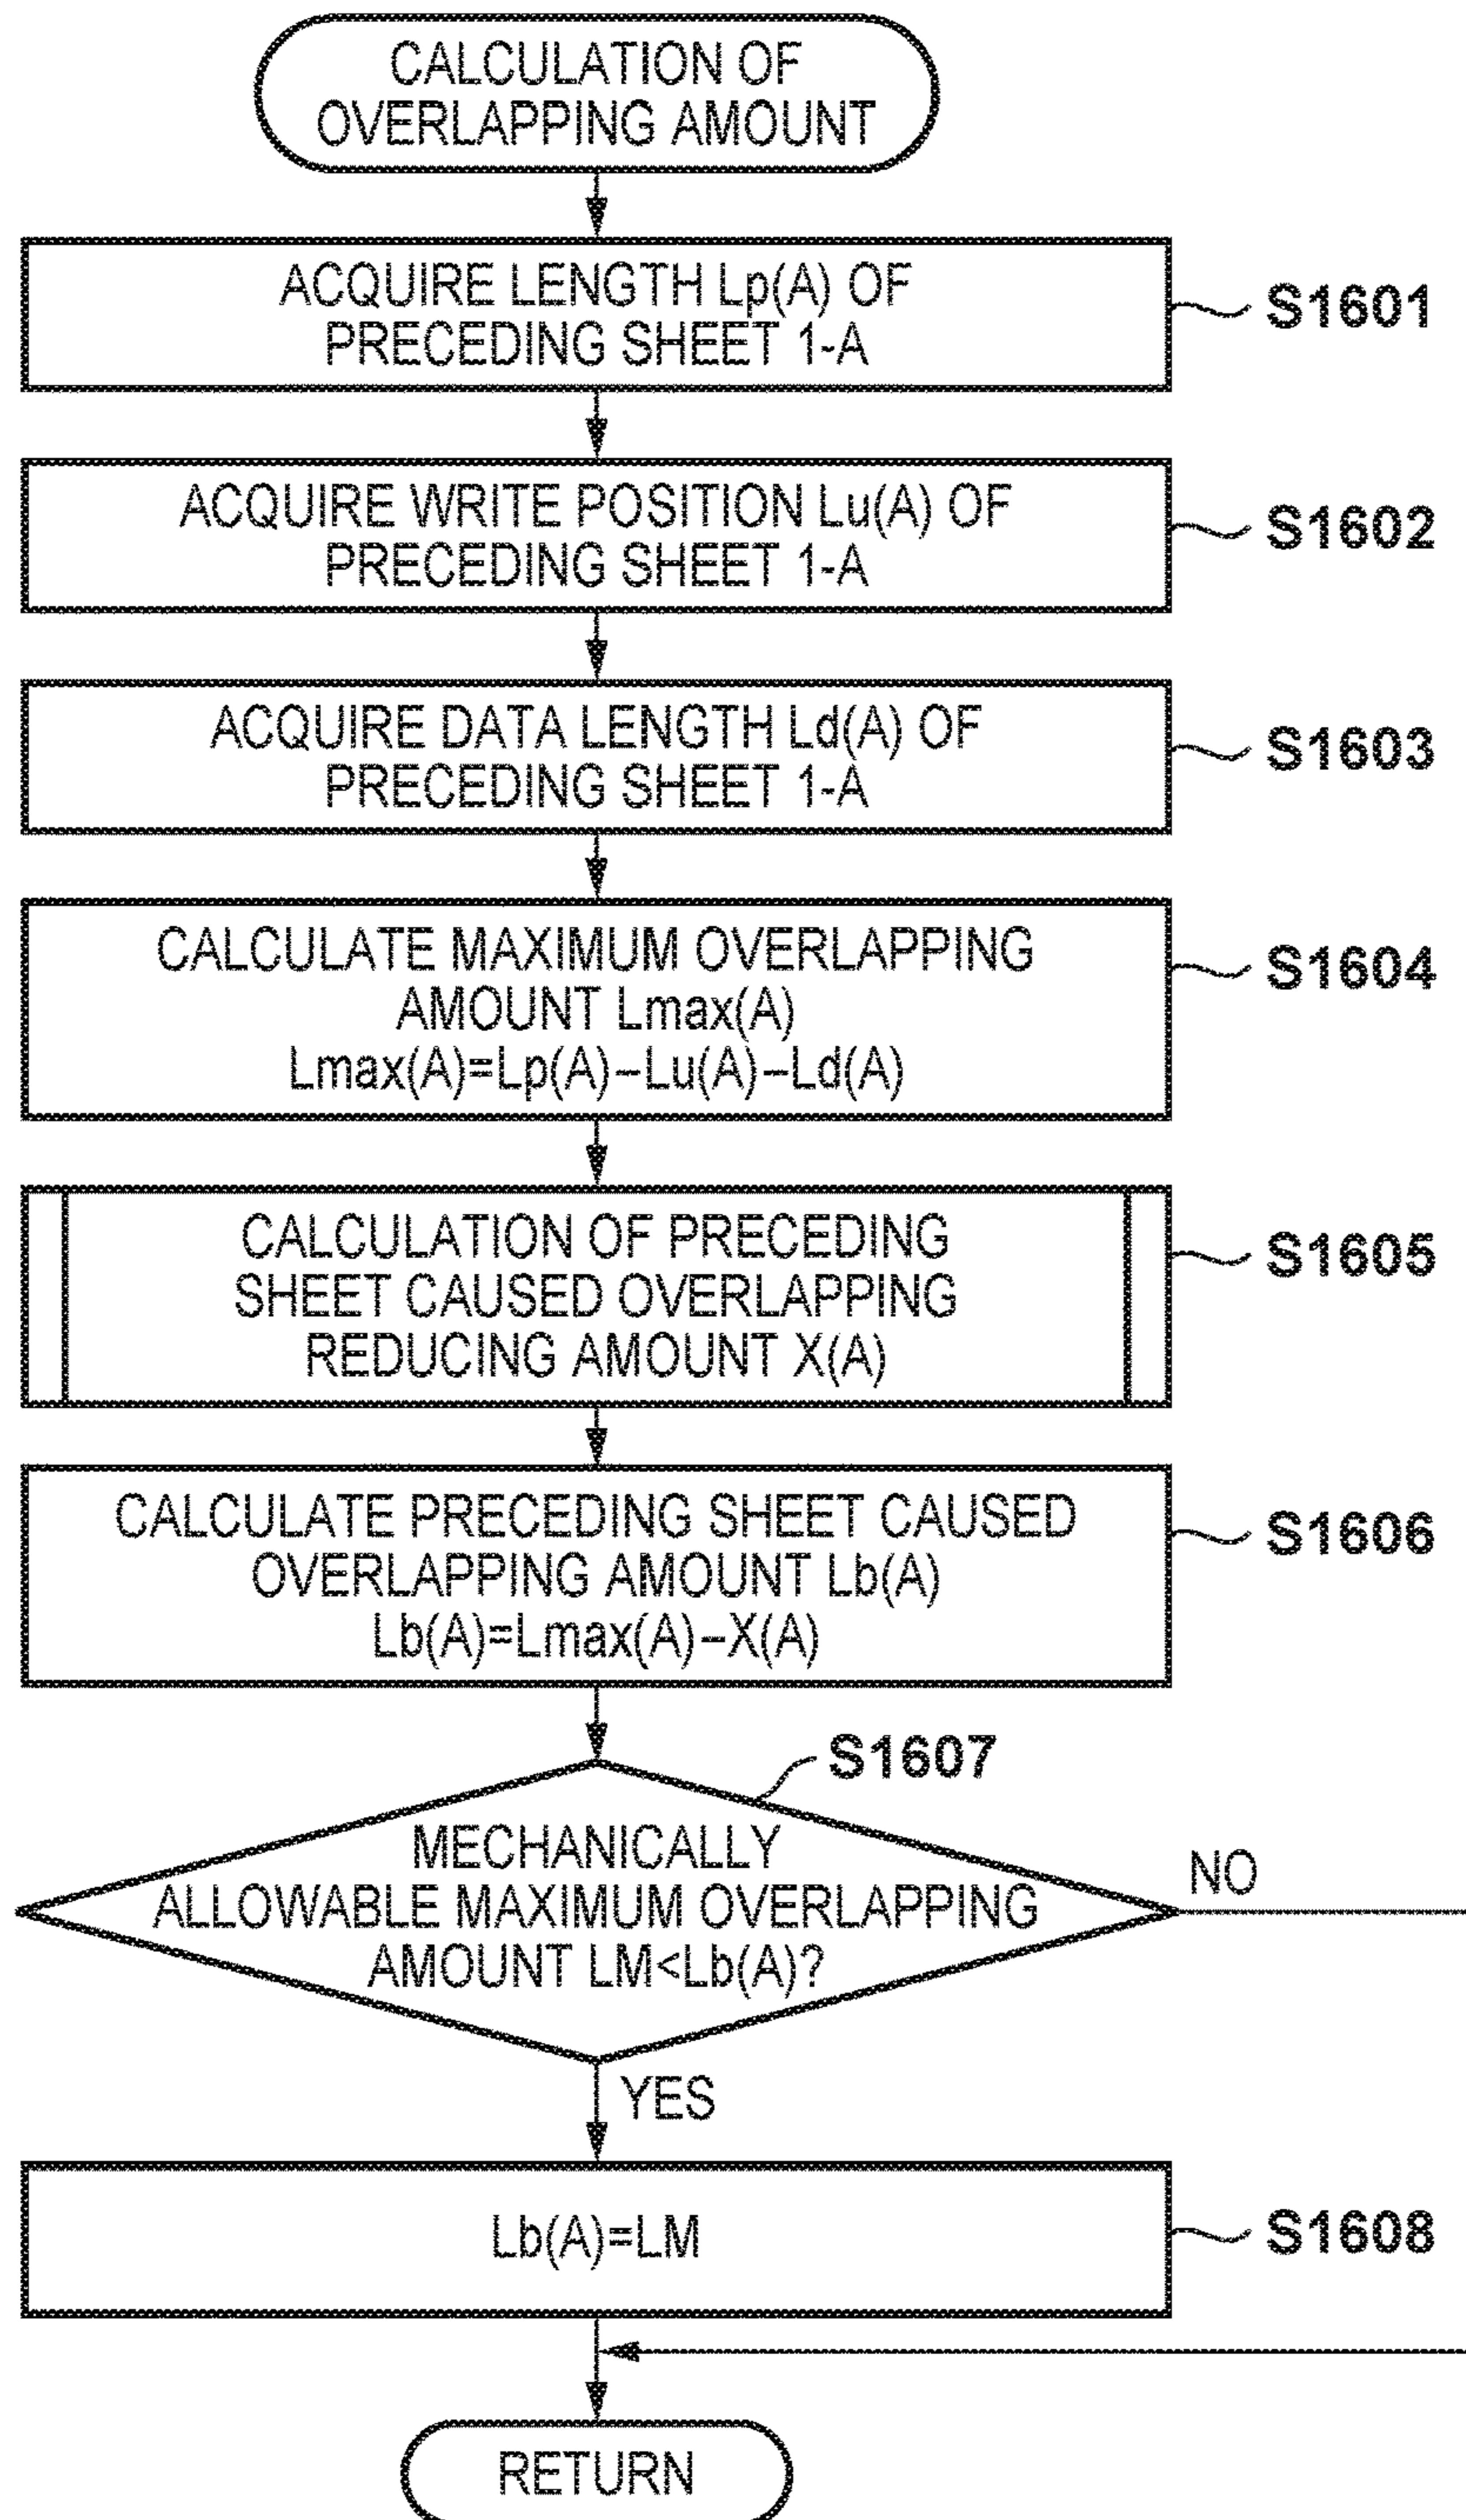 CALCULATION OF
OVERLAPPING AMOUNT
ACQUIRE LENGTH Lp(A) OF
PRECEDING SHEET 1-A
S1601
ACQUIRE WRITE POSITION Lu(A) OF
PRECEDING SHEET 1-A
S1602
ACQUIRE DATA LENGTH Ld(A) OF
PRECEDING SHEET 1-A
S1603
CALCULATE MAXIMUM OVERLAPPING
AMOUNT Lmax(A)
Lmax(A)=Lp(A)–Lu(A)–Ld(A)
S1604
CALCULATION OF PRECEDING
SHEET CAUSED OVERLAPPING
REDUCING AMOUNT X(A)
S1605
CALCULATE PRECEDING SHEET CAUSED
OVERLAPPING AMOUNT Lb(A)
Lb(A)=Lmax(A)–X(A)
S1606
S1607
MECHANICALLY
ALLOWABLE MAXIMUM OVERLAPPING
AMOUNT LM<Lb(A)?
NO
YES
Lb(A)=LM
S1608
RETURN